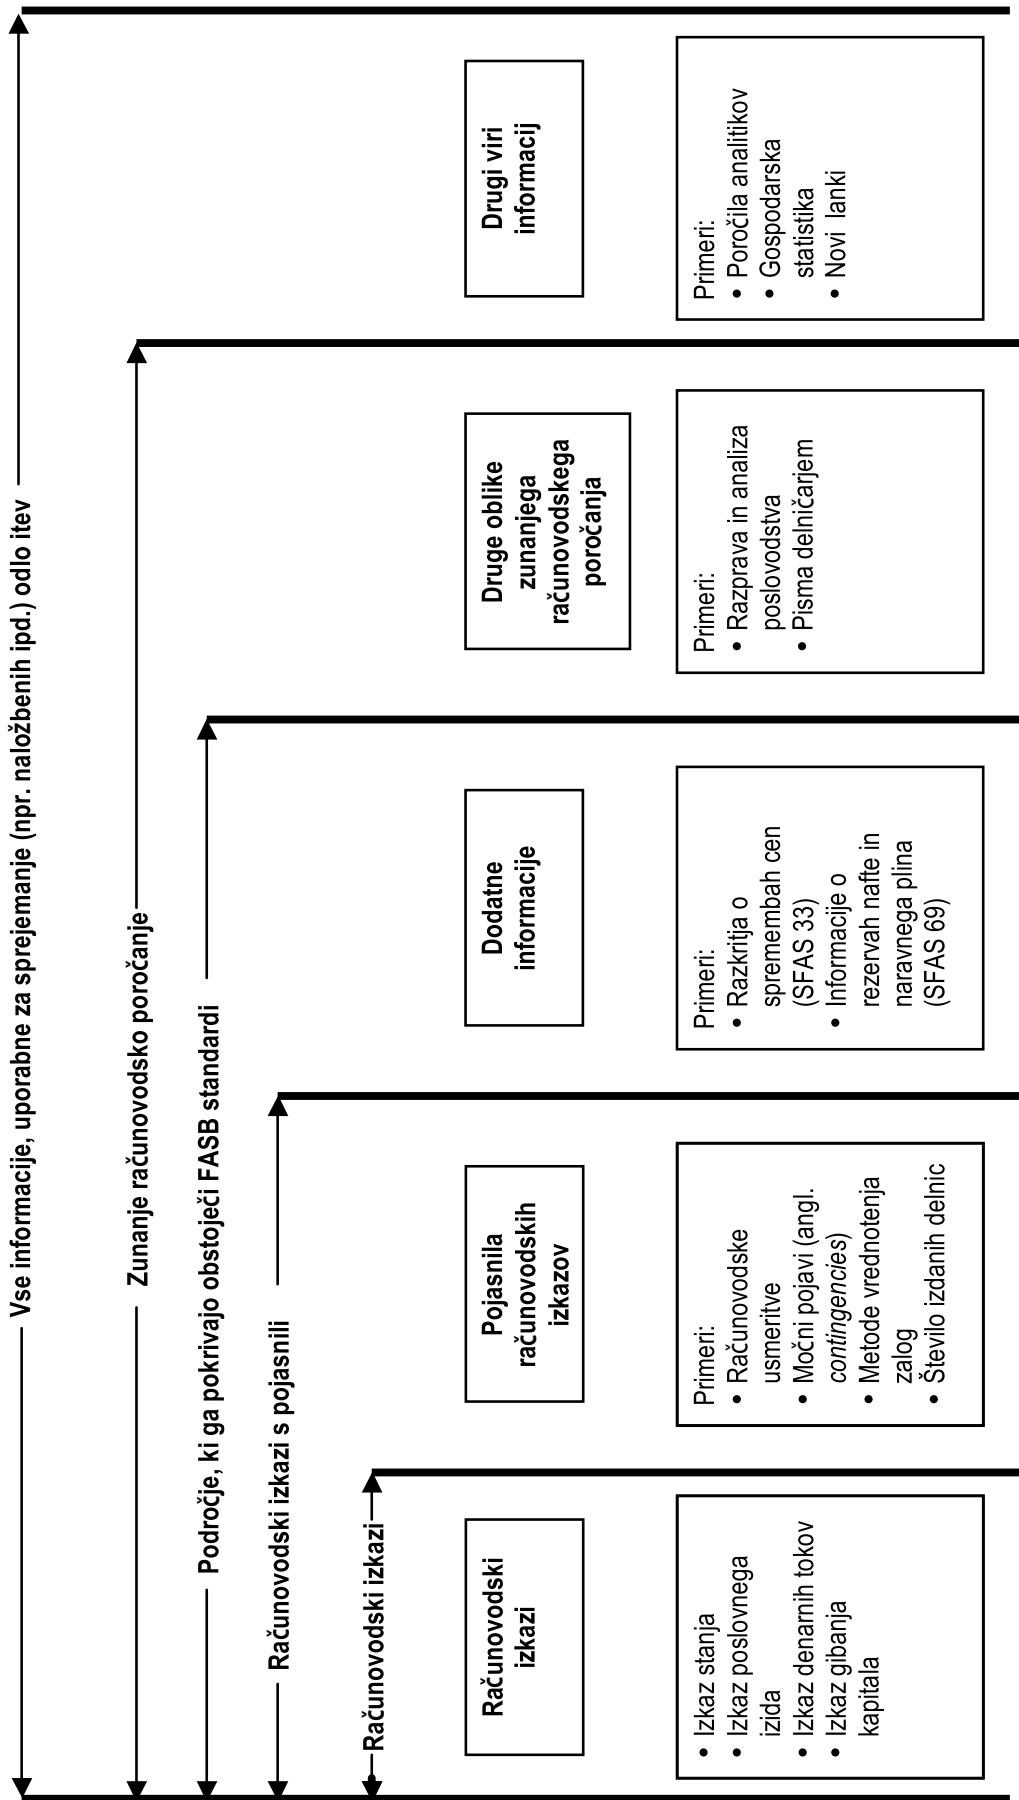 Vse informacije, uporabne za sprejemanje (npr. naložbenih ipd.) odlo itev
Zunanje računovodsko poročanje
Področje, ki ga pokrivajo obstoječi FASB standardi
Računovodski izkazi s pojasnili
Računovodski izkazi
Računovodski
izkazi
Pojasnila
računovodskih
izkazov
Dodatne
informacije
Druge oblike
zunanjega
računovodskega
poročanja
Drugi viri
informacij
• Izkaz stanja
• Izkaz poslovnega
izida
• Izkaz denarnih tokov
• Izkaz gibanja
kapitala
Primeri:
• Računovodske
usmeritve
• Močni pojavi (angl.
contingencies)
• Metode vrednotenja
zalog
• Število izdanih delnic
Primeri:
• Razkritja o
spremembah cen
(SFAS 33)
• Informacije o
rezervah nafte in
naravnega plina
(SFAS 69)
Primeri:
• Razprava in analiza
poslovodstva
• Pisma delničarjem
Primeri:
• Poročila analitikov
• Gospodarska
statistika
• Novi lanki